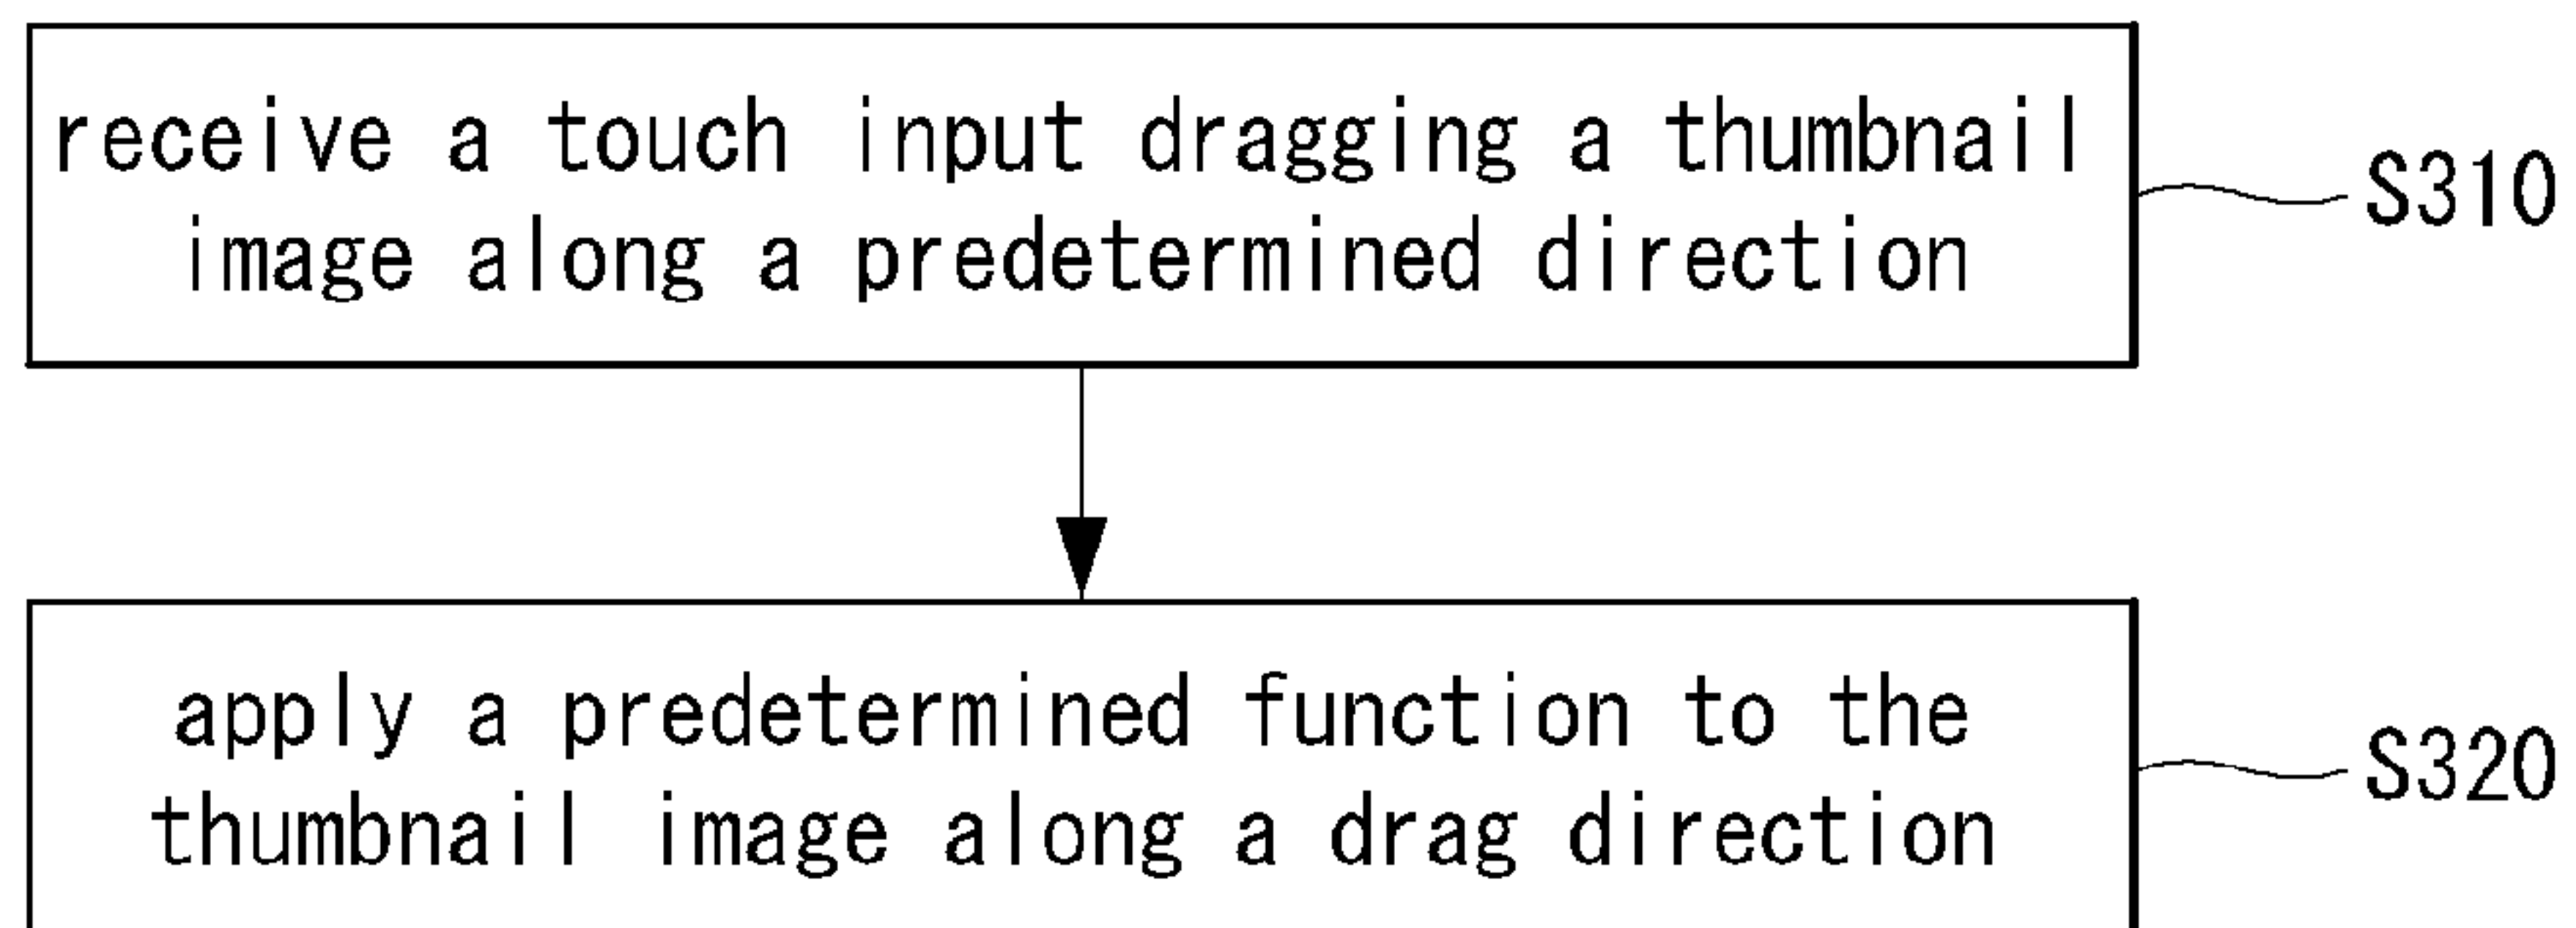 receive a touch input dragging a thumbnail
image along a predetermined direction
S310
apply a predetermined function to the
thumbnail image along a drag direction
S320